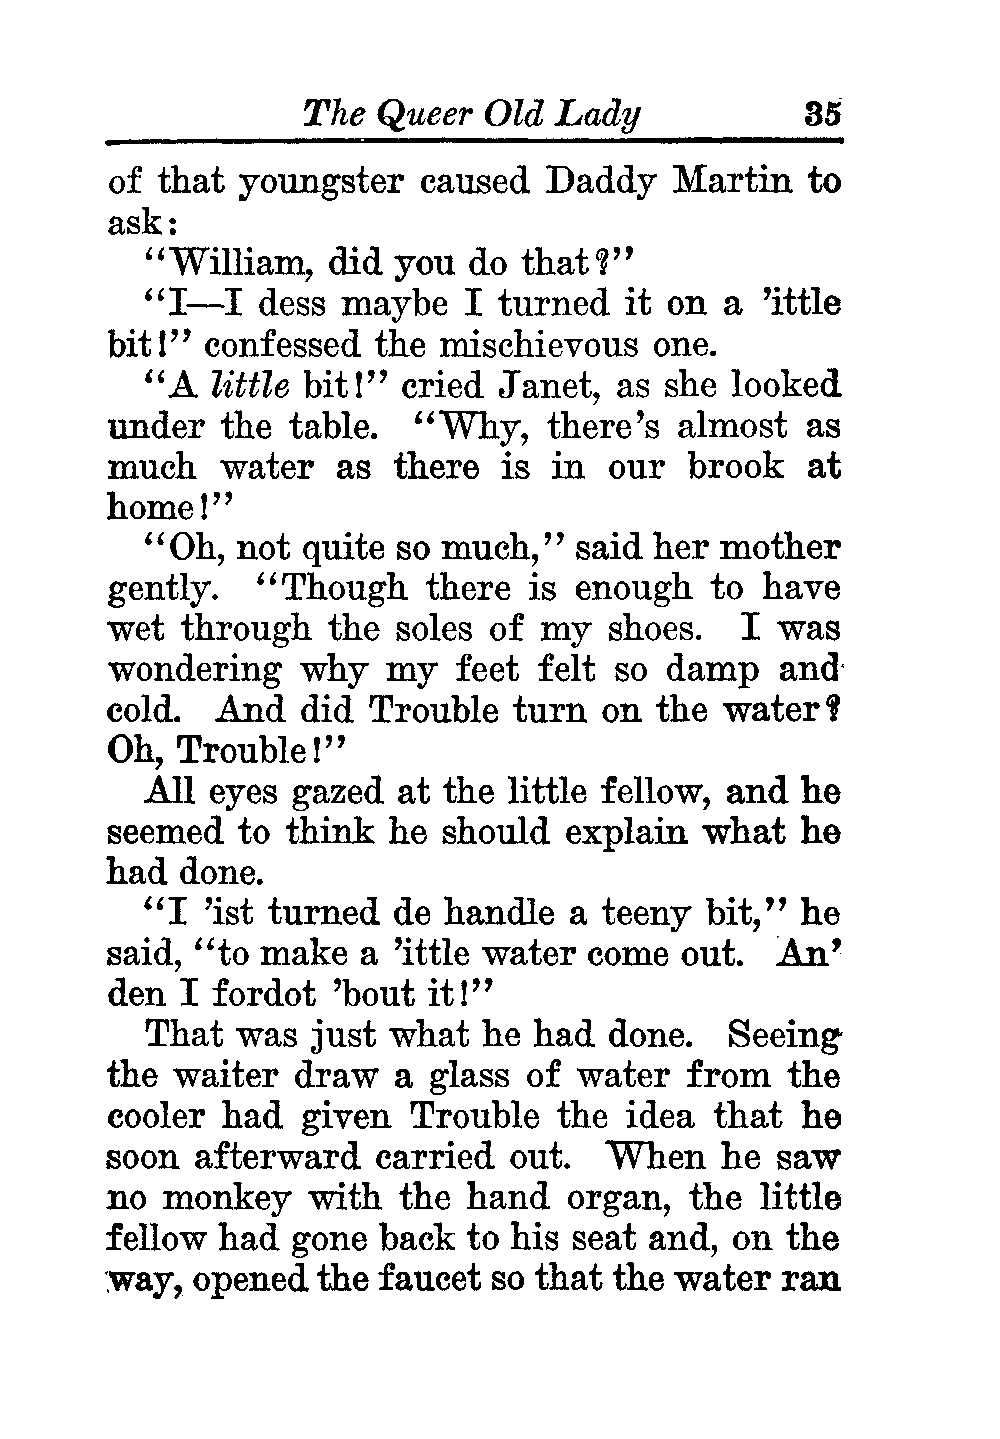 The Queer Old Lady 35
of that youngster caused Daddy Martin to
ask:
“William, did you do that?”
“I—I dess maybe I turned it on a ’ittle
bit!” confessed the mischievous one.
“A little bit!” cried Janet, as she looked
under the table. “Why, there’s almost as
much water as there is in our brook at
home!”
“Oh, not quite so much,” said her mother
gently. “Though there is enough to have
wet through the soles of my shoes. I was
wondering why my feet felt so damp and
cold. And did Trouble turn on the water?
Oh, Trouble!”
All eyes gazed at the little fellow, and he
seemed to think he should explain what he
had done.
“I ’ist turned de handle a teeny bit,” he
said, “to make a ’ittle water come out. An’
den I fordot ’bout it!”
That was just what he had done. Seeing
the waiter draw a glass of water from the
cooler had given Trouble the idea that he
soon afterward carried out. When he saw
no monkey with the hand organ, the little
fellow had gone back to his seat and, on the
way, opened the faucet so that the water ran